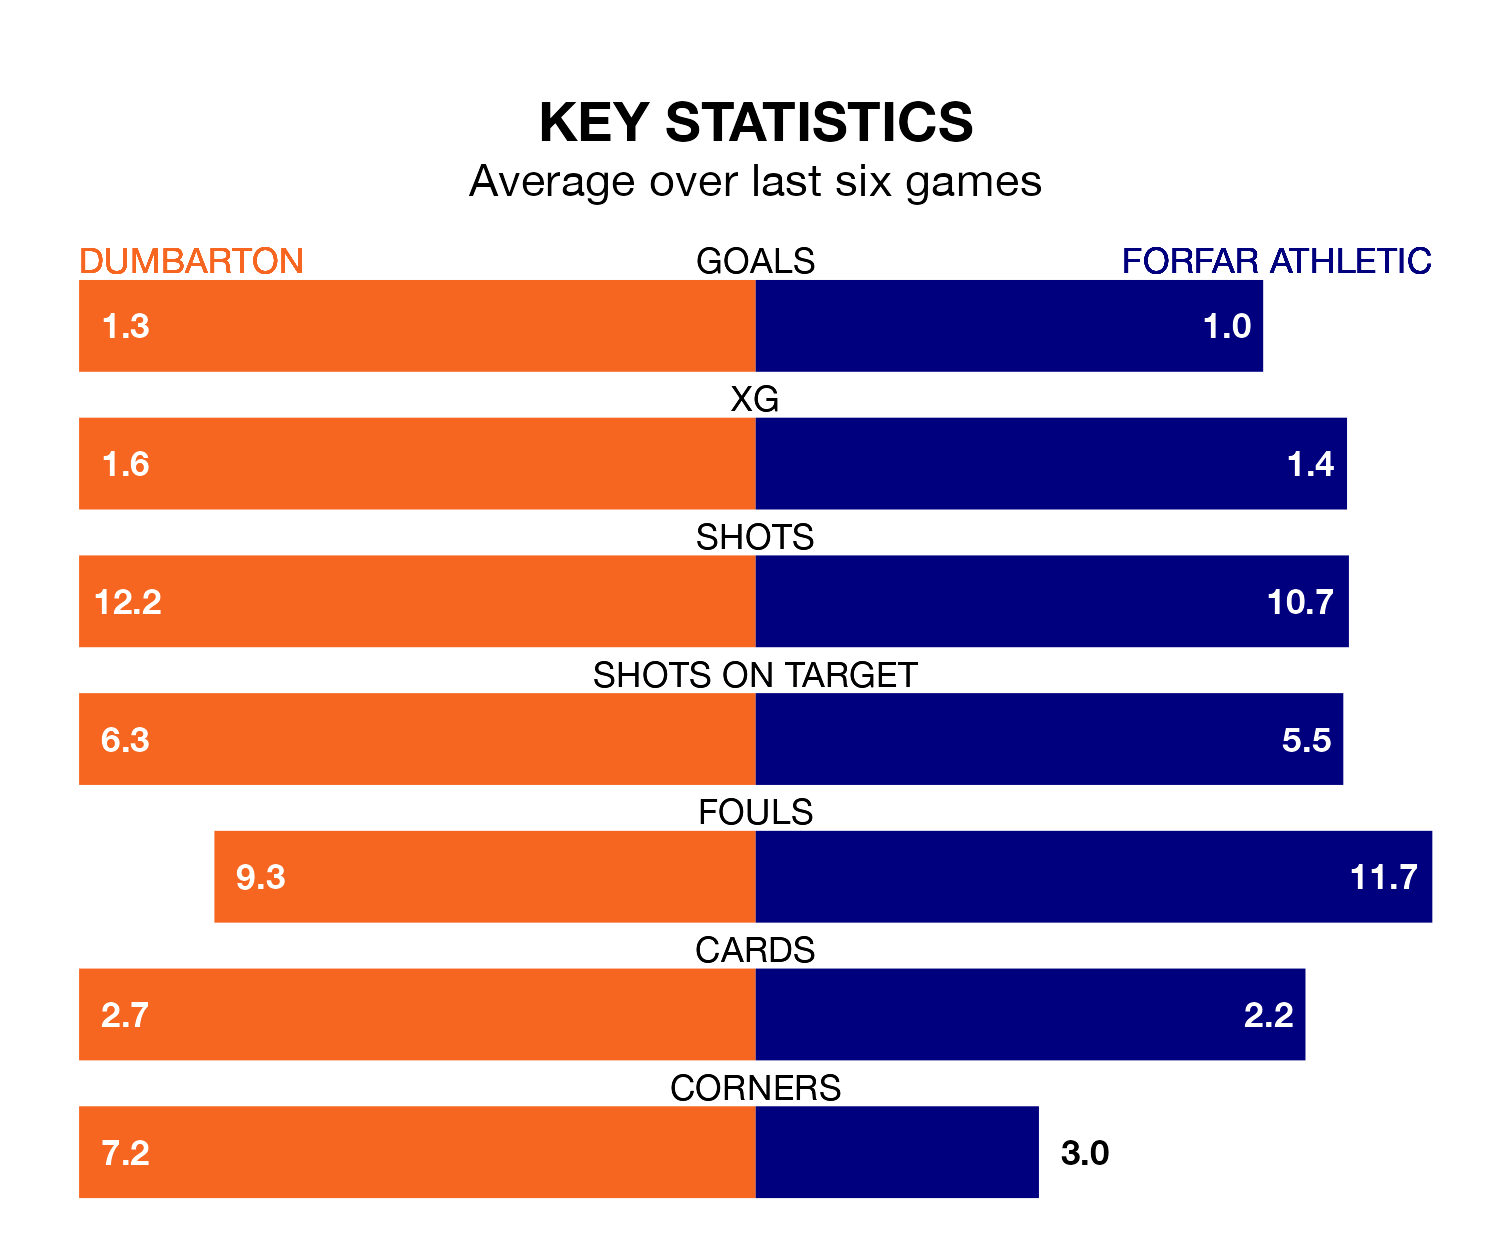 KEY STATISTICS
Average over last six games
DUMBARTON GOALS FORFAR ATHLETIC
1.3 1.0
XG
1.6 1.4
SHOTS
12.2 10.7
SHOTS ON TARGET
6.3 5.5
FOULS
9.3 11.7
CARDS
2.7 2.2
CORNERS
7.2 3.0